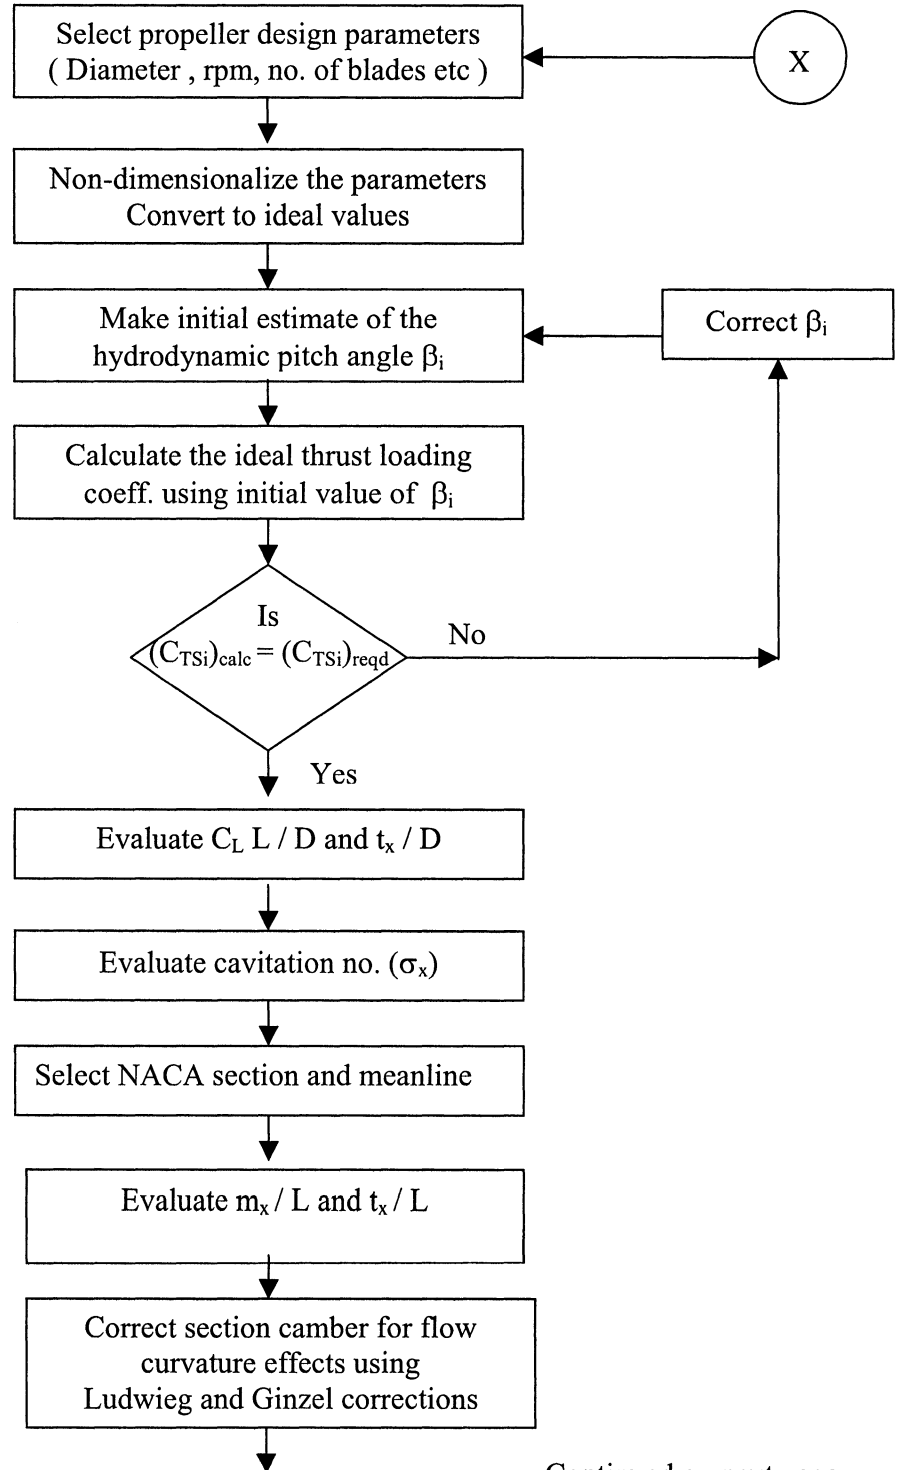 Select propeller design parameters
( Diameter , rpm, no. of blades etc )
X
Non-dimensionalize the parameters
Convert to ideal values
Make initial estimate of the
hydrodynamic pitch angle βi
Correct βi
Calculate the ideal thrust loading
coeff. using initial value of βi
Is
(CTSi)calc = (CTSi)reqd
No
Yes
Evaluate CL L / D and tx / D
Evaluate cavitation no. (σx)
Select NACA section and meanline
Evaluate mx / L and tx / L
Correct section camber for flow
curvature effects using
Ludwieg and Ginzel corrections